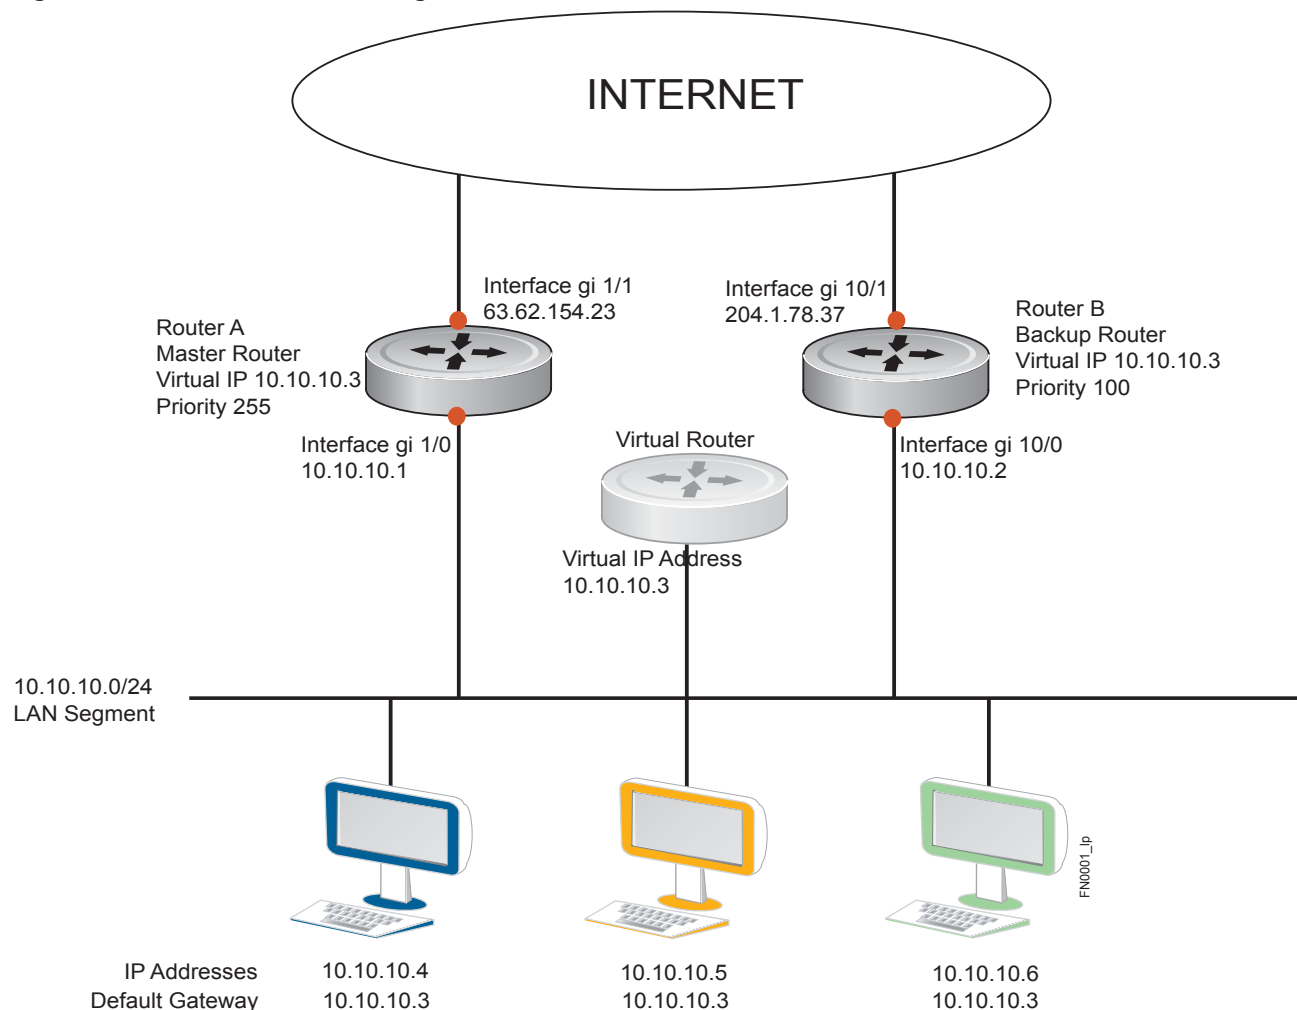 INTERNET
Interface gi 1/1
63.62.154.23
Interface gi 10/1
204.1.78.37
Router A
Master Router
Virtual IP 10.10.10.3
Priority 255
Router B
Backup Router
Virtual IP 10.10.10.3
Priority 100
Interface gi 1/0
10.10.10.1
Virtual Router
Interface gi 10/0
10.10.10.2
Virtual IP Address
10.10.10.3
10.10.10.0/24
LAN Segment
FN0001_lp
IP Addresses 10.10.10.4 10.10.10.5 10.10.10.6
Default Gateway 10.10.10.3 10.10.10.3 10.10.10.3